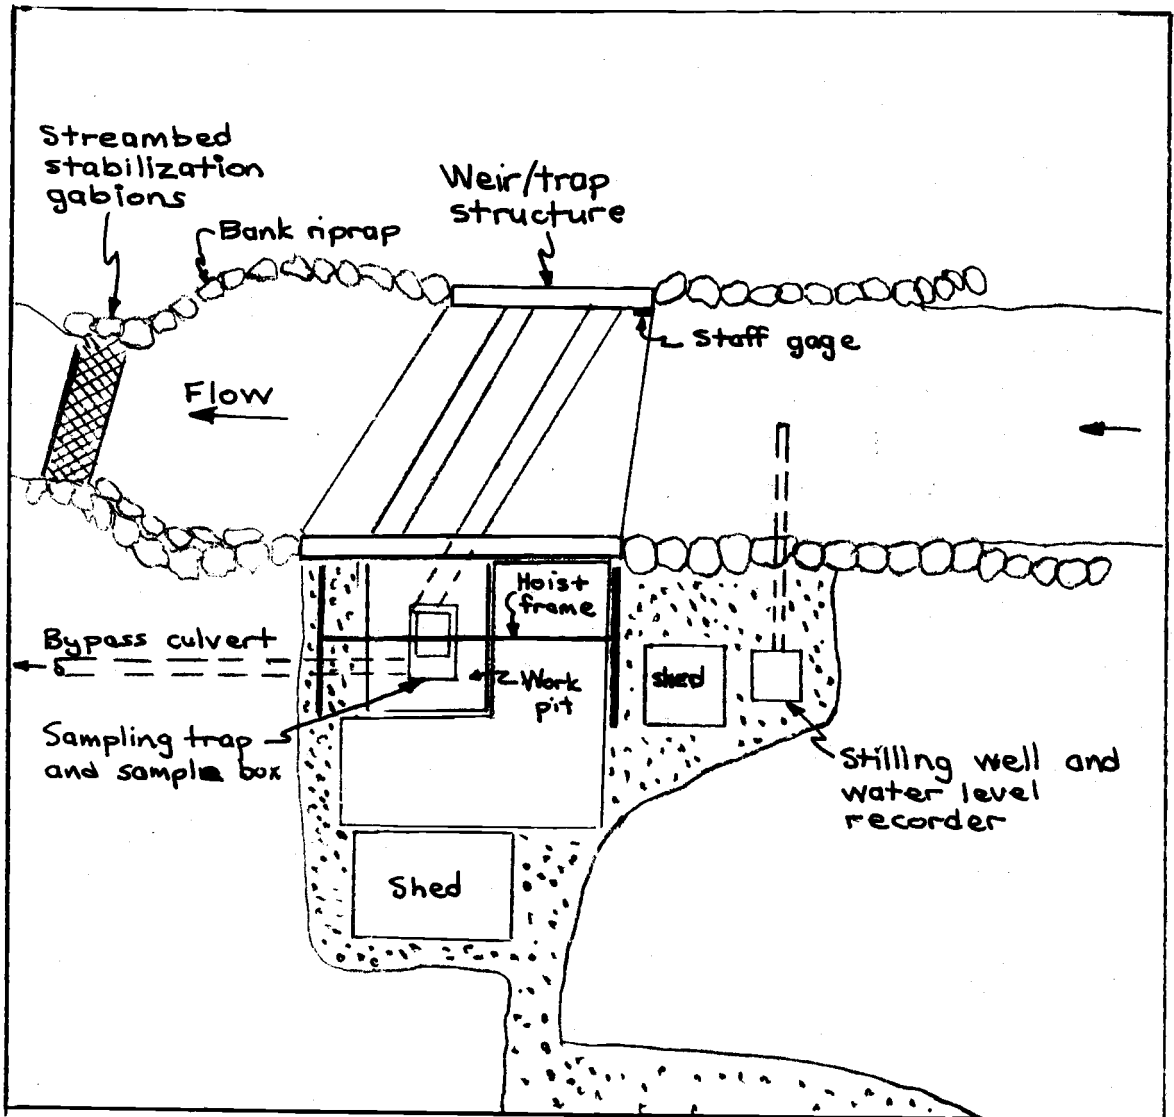 Streambed
stabilization
gabions
Bank riprap
Weir/trap
structure
Staff gage
Flow
Hoist
frame
Bypass culvert
Work
pit
shed
Sampling trap
and sample box
Stilling well and
water level
recorder
Shed